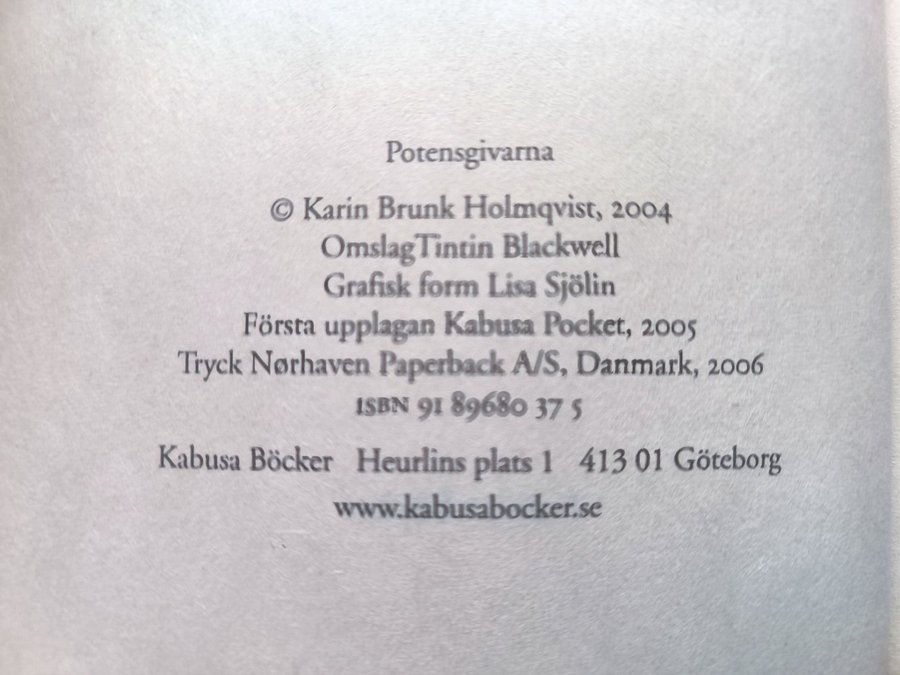 Potensgivarna
© Karin Brunk Holmqvist, 2004
OmslagTintin Blackwell
Grafisk form Lisa Sjölin
Första upplagan Kabusa Pocket, 2005
Tryck Nørhaven Paperback A/S, Danmark, 2006
ISBN 91 89680 37 5
Kabusa Böcker Heurlins plats 1 413 01 Göteborg
www.kabusabocker.se